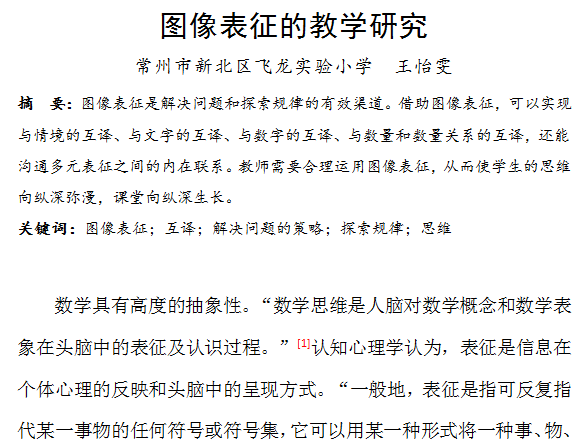 图像表征的教学研究
常州市新北区飞龙实验小学 王怡雯
摘 要：图像表征是解决问题和探索规律的有效渠道。借助图像表征，可以实现
与情境的互译、与文字的互译、与数字的互译、与数量和数量关系的互译，还能
沟通多元表征之间的内在联系。教师需要合理运用图像表征，从而使学生的思维
向纵深弥漫，课堂向纵深生长。
关键词：图像表征；互译；解决问题的策略；探索规律；思维
数学具有高度的抽象性。“数学思维是人脑对数学概念和数学表
象在头脑中的表征及认识过程。”[1]认知心理学认为，表征是信息在
个体心理的反映和头脑中的呈现方式。“一般地，表征是指可反复指
代某一事物的任何符号或符号集，它可以用某一种形式将一种事、物、